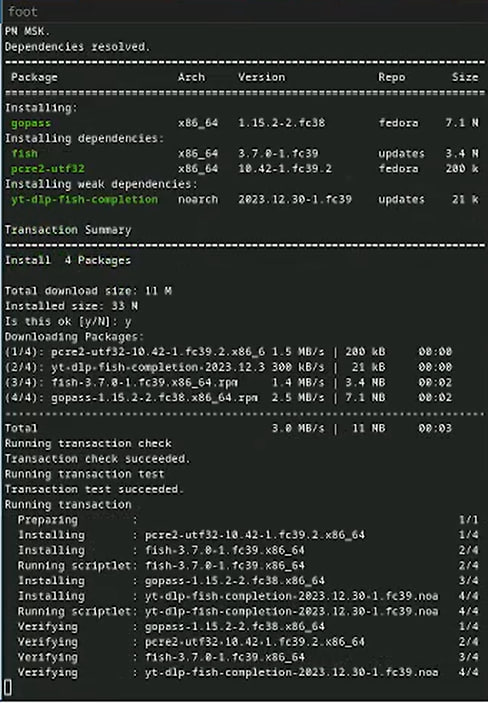 foot
PN MSK.
Dependencies resolved.
Package Arch Version Repo Size
Installing:
gopass x86_64 1.15.2-2.fc38 fedora 7.1 M
Installing dependencies:
fish x86_64 3.7.0-1.fc39 updates 3.4 M
pcre2-utf32 x86_64 10.42-1.fc39.2 fedora 200 k
Installing weak dependencies:
yt-dlp-fish-completion noarch 2023.12.30-1.fc39 updates 21 k
Transaction Summary
Install 4 Packages
Total download size: 11 M
Installed size: 33 M
Is this ok [y/N]: y
Downloading Packages:
(1/4): pcre2-utf32-10.42-1.fc39.2.x86_6 1.5 MB/s | 200 kB 00:00
(2/4): yt-dlp-fish-completion-2023.12.3 300 kB/s | 21 kB 00:00
(3/4): fish-3.7.0-1.fc39.x86_64.rpm 1.4 MB/s | 3.4 MB 00:02
(4/4): gopass-1.15.2-2.fc38.x86_64.rpm 2.5 MB/s | 7.1 MB 00:02
Total 3.0 MB/s | 11 MB 00:03
Running transaction check
Transaction check succeeded.
Running transaction test
Transaction test succeeded.
Running transaction
Preparing : 1/1
Installing : pcre2-utf32-10.42-1.fc39.2.x86_64 1/4
Installing : fish-3.7.0-1.fc39.x86_64 2/4
Running scriptlet: fish-3.7.0-1.fc39.x86_64 2/4
Installing : gopass-1.15.2-2.fc38.x86_64 3/4
Installing : yt-dlp-fish-completion-2023.12.30-1.fc39.noa 4/4
Running scriptlet: yt-dlp-fish-completion-2023.12.30-1.fc39.noa 4/4
Verifying : gopass-1.15.2-2.fc38.x86_64 1/4
Verifying : pcre2-utf32-10.42-1.fc39.2.x86_64 2/4
Verifying : fish-3.7.0-1.fc39.x86_64 3/4
Verifying : yt-dlp-fish-completion-2023.12.30-1.fc39.noa 4/4